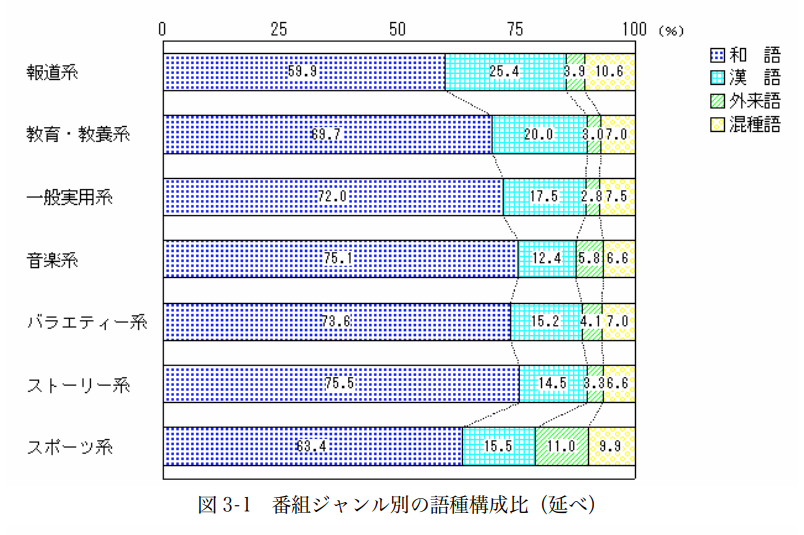 0 25 50 75 100 (%)
報道系 59.9 25.4 3.9 10.6
教育・教養系 69.7 20.0 3.0 7.0
一般実用系 72.0 17.5 2.8 7.5
音楽系 75.1 12.4 5.8 6.6
バラエティー系 73.6 15.2 4.1 7.0
ストーリー系 75.5 14.5 3.3 6.6
スポーツ系 63.4 15.5 11.0 9.9
和　語
漢　語
外来語
混種語
図 3-1　番組ジャンル別の語種構成比（延べ）